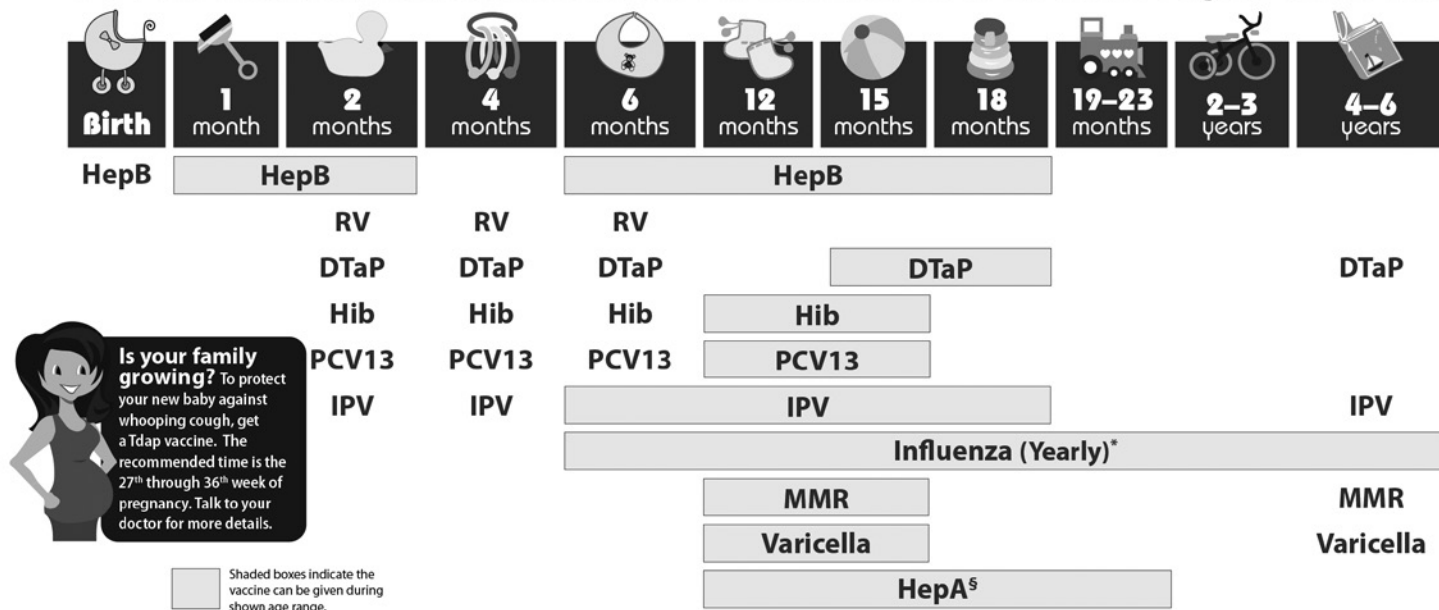 Birth
1
month
2
months
4
months
6
months
12
months
15
months
18
months
19–23
months
2–3
years
4–6
years
HepB HepB HepB
RV RV RV
DTaP DTaP DTaP DTaP DTaP
Hib Hib Hib Hib
PCV13 PCV13 PCV13 PCV13
IPV IPV IPV IPV
Influenza (Yearly)*
MMR MMR
Varicella Varicella
HepA§
Is your family
growing? To protect
your new baby against
whooping cough, get
a Tdap vaccine. The
recommended time is the
27th through 36th week of
pregnancy. Talk to your
doctor for more details.
Shaded boxes indicate the
vaccine can be given during
shown age range.